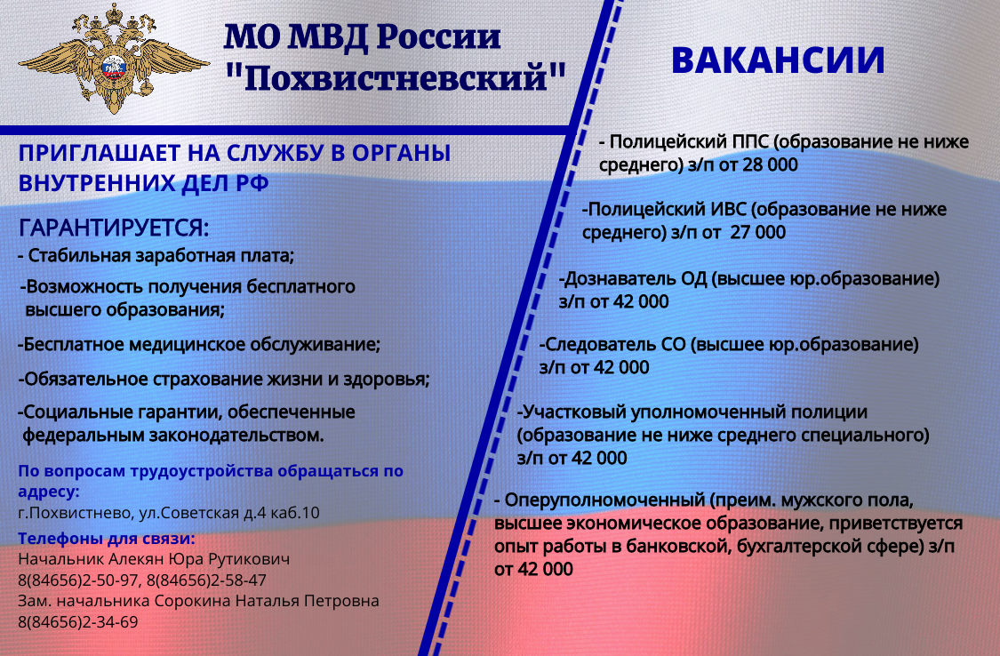 МО МВД России
"Похвистневский"
ПРИГЛАШАЕТ НА СЛУЖБУ В ОРГАНЫ
ВНУТРЕННИХ ДЕЛ РФ
ГАРАНТИРУЕТСЯ:
- Стабильная заработная плата;
-Возможность получения бесплатного
высшего образования;
-Бесплатное медицинское обслуживание;
-Обязательное страхование жизни и здоровья;
-Социальные гарантии, обеспеченные
федеральным законодательством.
По вопросам трудоустройства обращаться по
адресу:
г.Похвистнево, ул.Советская д.4 каб.10
Телефоны для связи:
Начальник Алекян Юра Рутикович
8(84656)2-50-97, 8(84656)2-58-47
Зам. начальника Сорокина Наталья Петровна
8(84656)2-34-69
ВАКАНСИИ
- Полицейский ППС (образование не ниже
среднего) з/п от 28 000
-Полицейский ИВС (образование не ниже
среднего) з/п от  27 000
-Дознаватель ОД (высшее юр.образование)
з/п от 42 000
-Следователь СО (высшее юр.образование)
з/п от 42 000
-Участковый уполномоченный полиции
(образование не ниже среднего специального)
з/п от 42 000
- Оперуполномоченный (преим. мужского пола,
высшее экономическое образование, приветствуется
опыт работы в банковской, бухгалтерской сфере) з/п
от 42 000